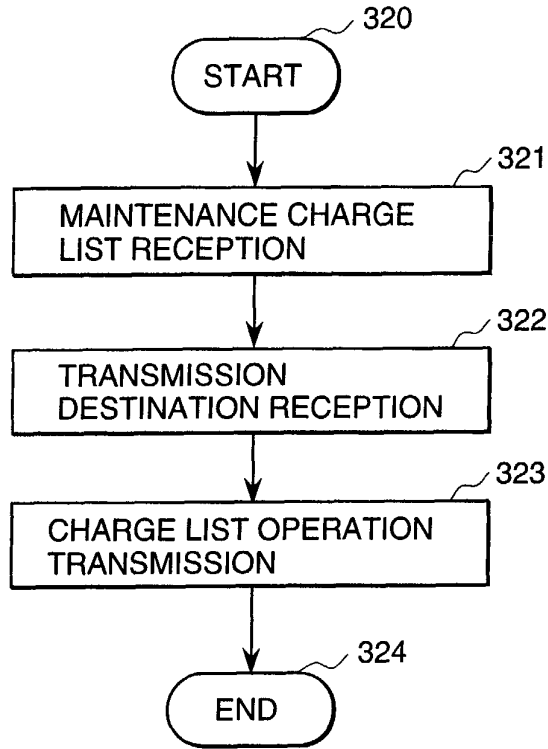 320
START
321
MAINTENANCE CHARGE
LIST RECEPTION
322
TRANSMISSION
DESTINATION RECEPTION
323
CHARGE LIST OPERATION
TRANSMISSION
324
END